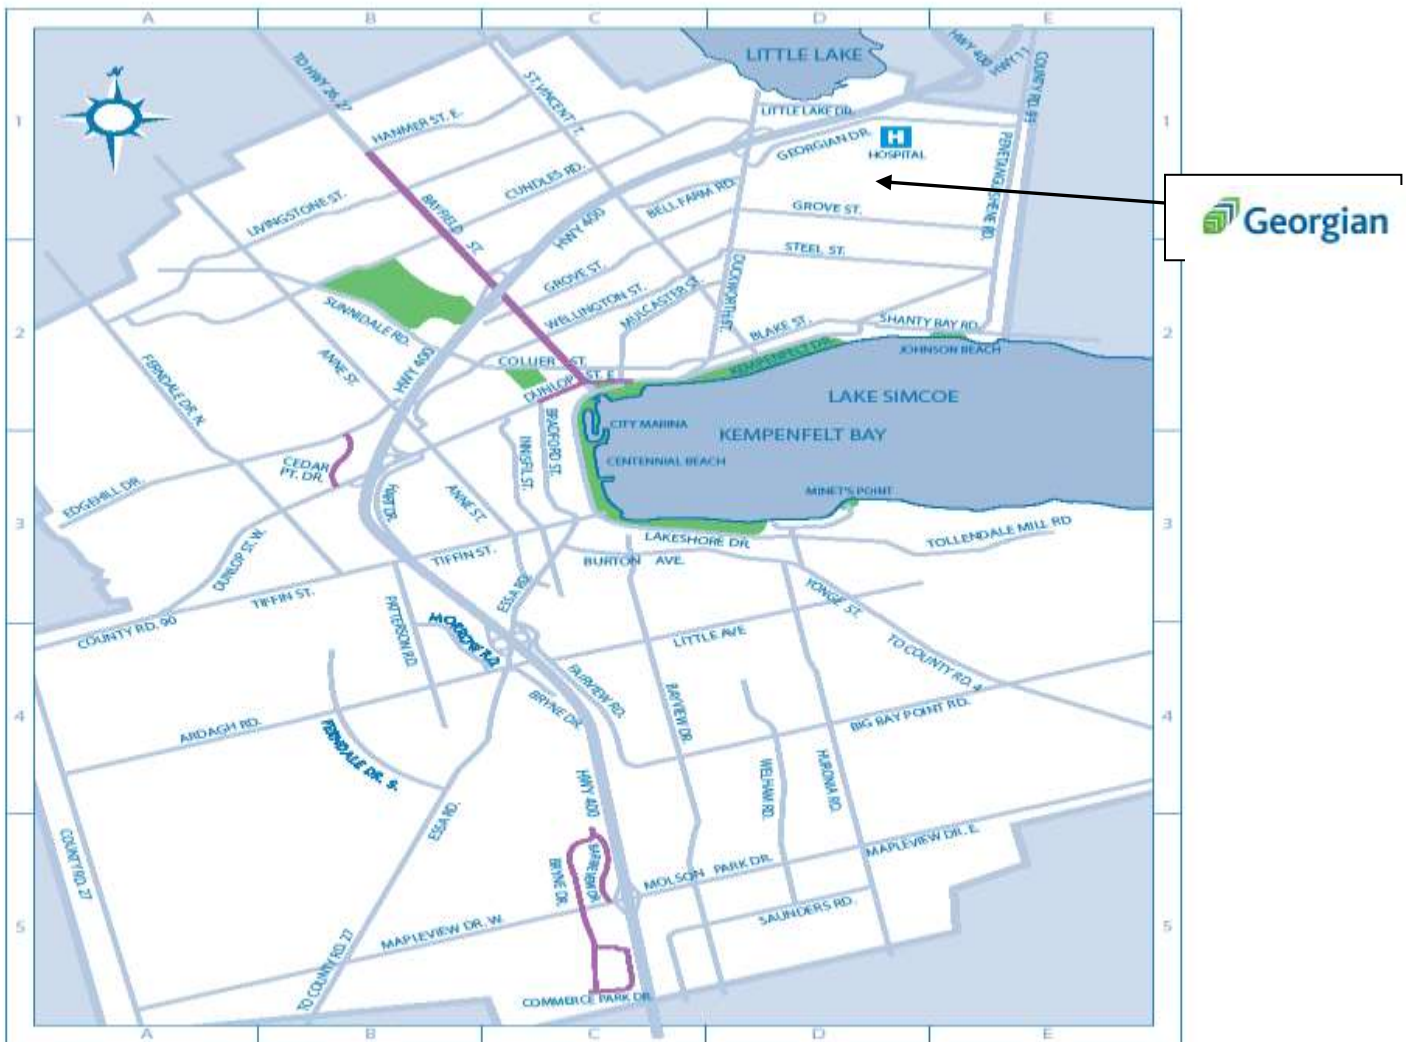 A B C D E
LITTLE LAKE
HWY 400
HWY 11
TO HWY 26, 27
ST. VINCENT T.
COUNTY RD. 93
N
HANMER ST. E.
LITTLE LAKE DR.
1
1
GEORGIAN DR.
H
HOSPITAL
PENETANGUISHENE RD.
CUNDLES RD.
BELL FARM RD.
LIVINGSTONE ST.
BAYFIELD ST.
GROVE ST.
Georgian
HWY 400
STEEL ST.
GROVE ST.
DUCKWORTH ST.
WELLINGTON ST.
MULCASTER ST.
SUNNIDALE RD.
BLAKE ST.
SHANTY BAY RD.
2
2
FERNDALE DR. N.
ANNE ST.
HWY 400
COLLIER ST.
KEMPENFELT DR.
JOHNSON BEACH
DUNLOP ST. E
LAKE SIMCOE
CITY MARINA
KEMPENFELT BAY
BRADFORD ST.
INNISFIL ST.
CENTENNIAL BEACH
CEDAR
PT. DR.
EDGEHILL DR.
HART DR.
ANNE ST.
MINET'S POINT
3
3
DUNLOP ST. W.
LAKESHORE DR.
TOLLENDALE MILL RD
TIFFIN ST.
BURTON AVE.
ESSA RD.
YONGE ST.
TIFFIN ST.
COUNTY RD. 90
PATTERSON RD.
MORROW RD.
LITTLE AVE
TO COUNTY RD. 4
FAIRVIEW RD.
BRYNE DR.
BAYVIEW DR.
4
4
ARDAGH RD.
BIG BAY POINT RD.
FERNDALE DR. S.
HWY 400
WELHAM RD.
HURONIA RD.
ESSA RD.
COUNTY RD. 27
BARRIE VIEW DR.
BRYNE DR.
MAPLEVIEW DR. E.
MOLSON PARK DR.
SAUNDERS RD.
5
5
MAPLEVIEW DR. W.
TO COUNTY RD. 27
COMMERCE PARK DR.
A B C D E